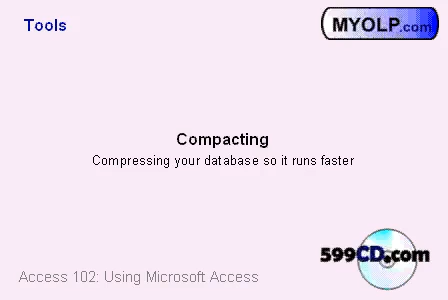 Tools
MYOLP.com
Compacting
Compressing your database so it runs faster
599CD.com
Access 102: Using Microsoft Access